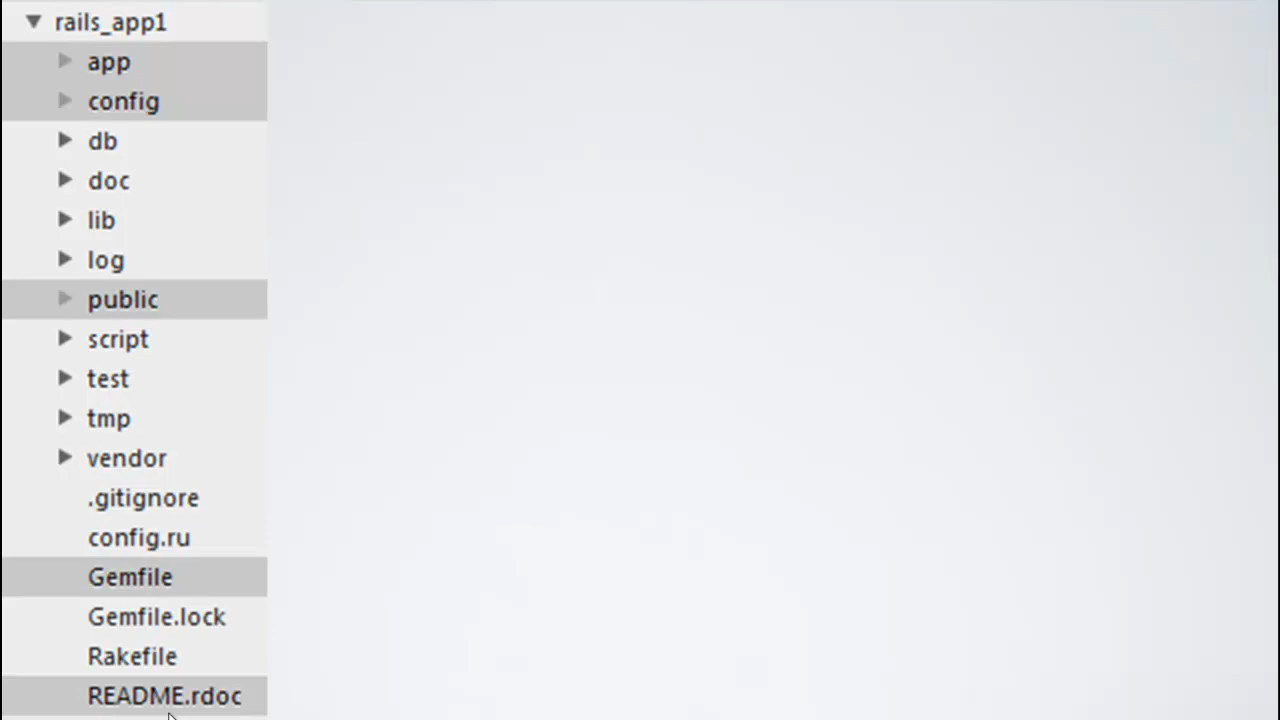 rails_app1
app
config
db
doc
lib
log
public
script
test
tmp
vendor
.gitignore
config.ru
Gemfile
Gemfile.lock
Rakefile
README.rdoc